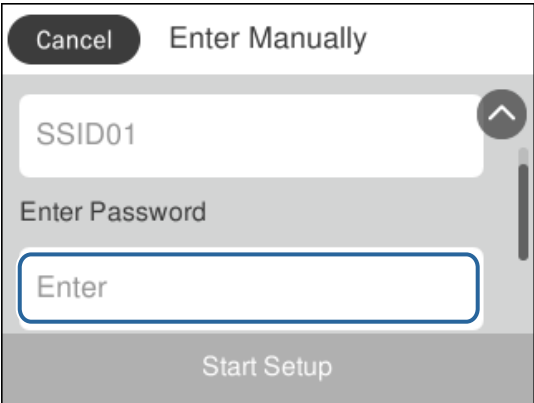 Cancel Enter Manually
SSID01
Enter Password
Enter
Start Setup